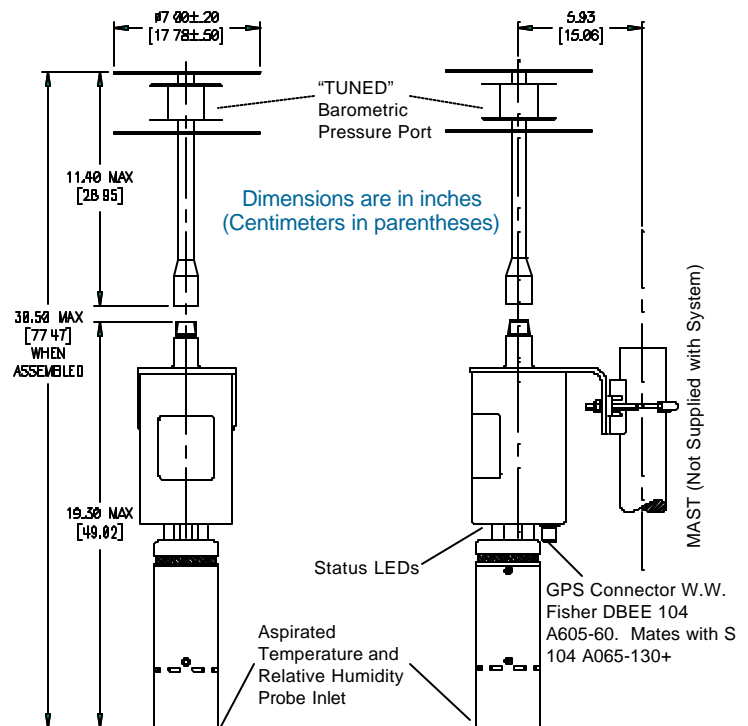 ø7.00±.20
[17.78±.50]
5.93
[15.06]
"TUNED"
Barometric
Pressure Port
11.40 MAX
[28.95]
Dimensions are in inches
(Centimeters in parentheses)
30.50 MAX
[77.47]
WHEN
ASSEMBLED
MAST (Not Supplied with System)
19.30 MAX
[49.02]
Status LEDs
GPS Connector W.W.
Fisher DBEE 104
A605-60. Mates with S
104 A065-130+
Aspirated
Temperature and
Relative Humidity
Probe Inlet